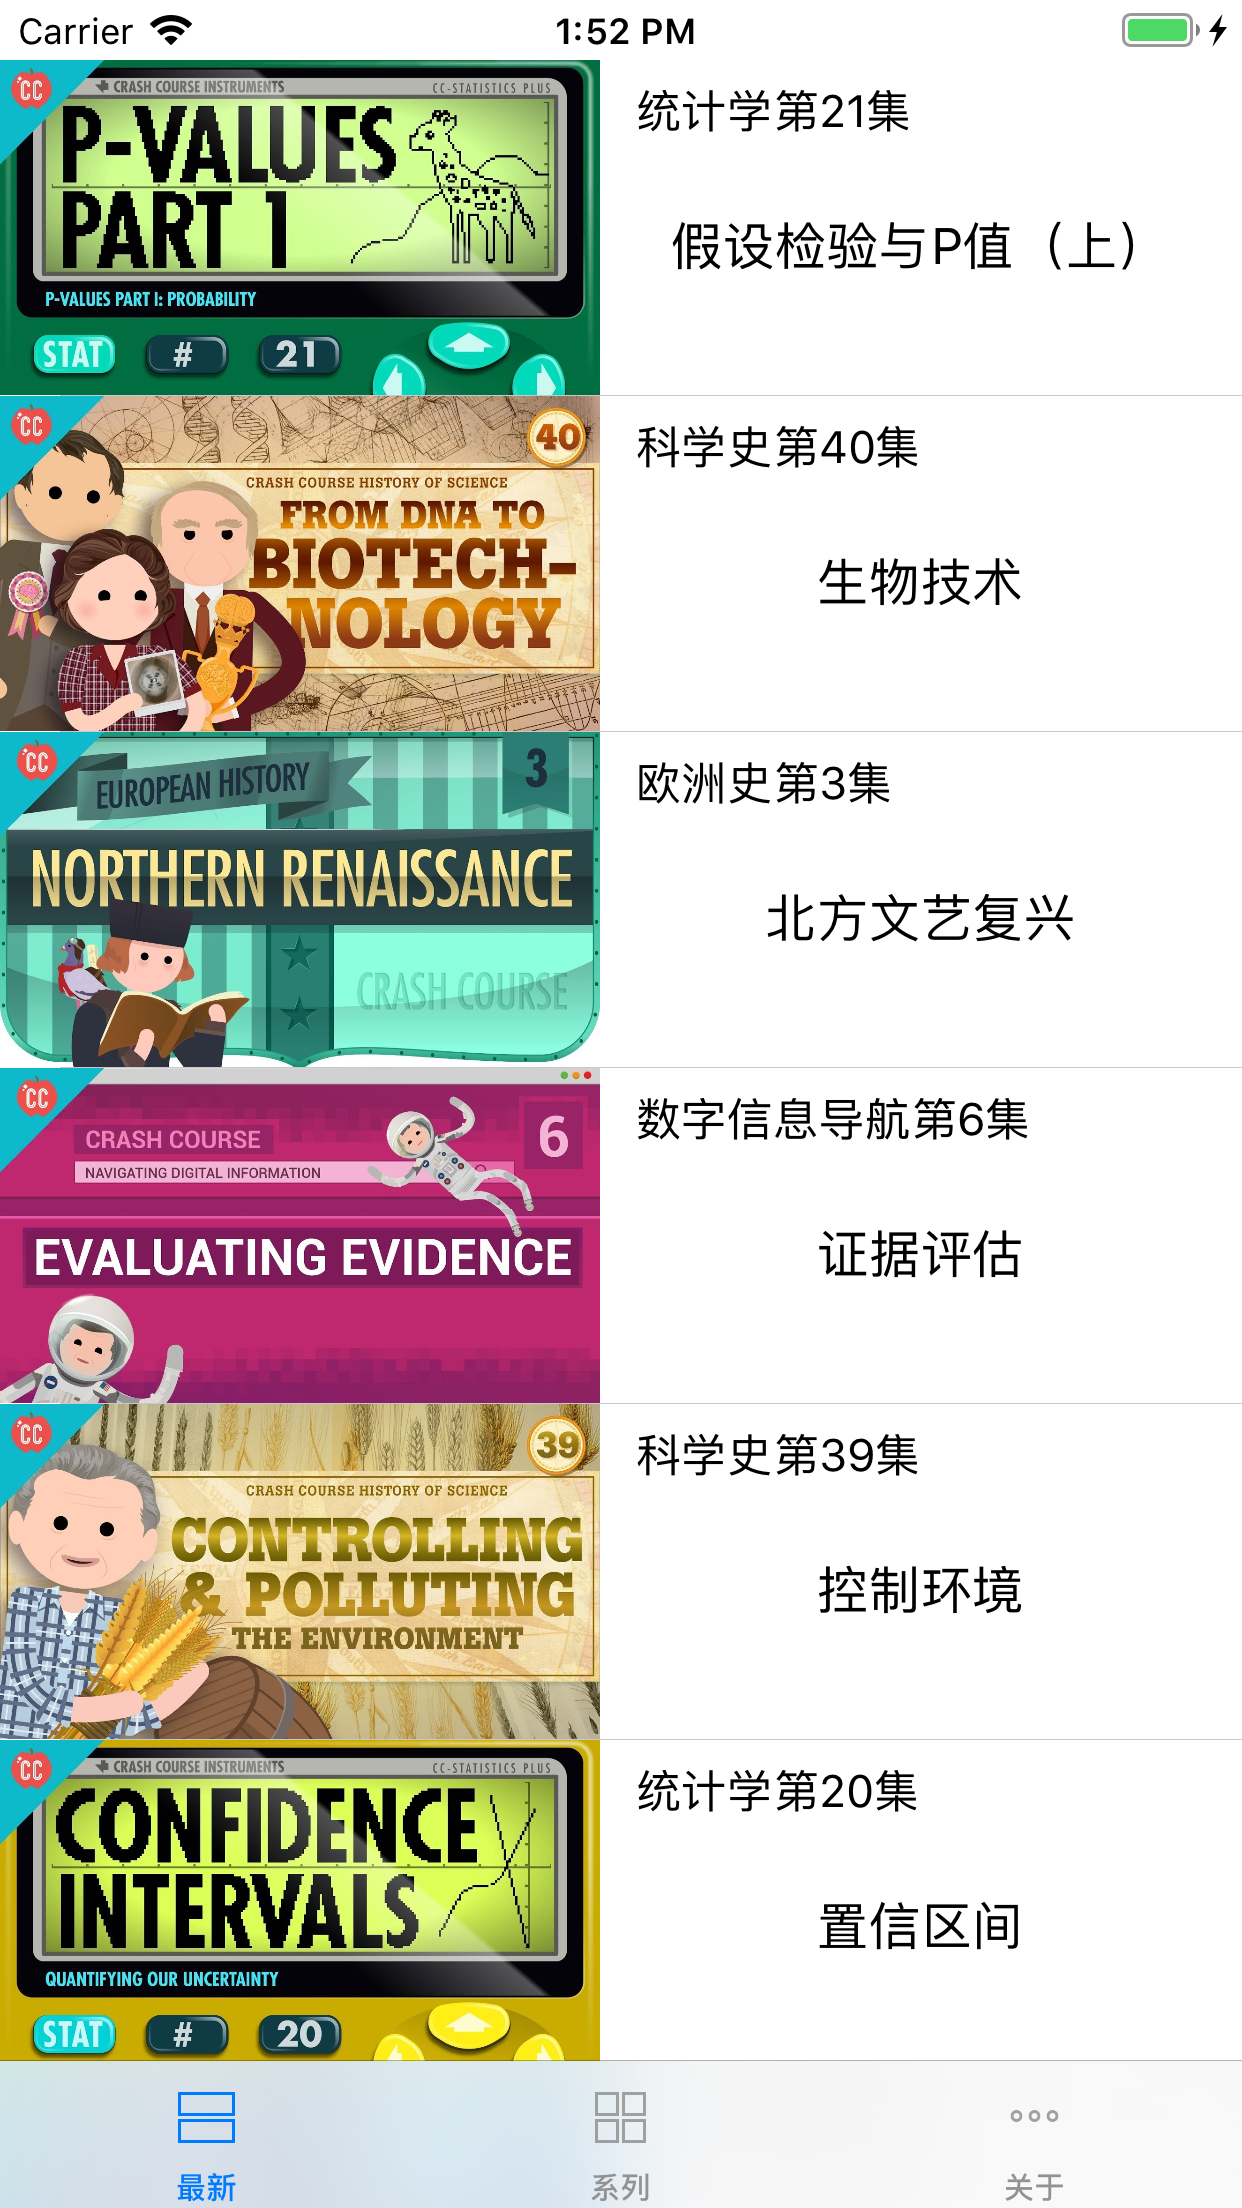 Carrier
1:52 PM
CC
CRASH COURSE INSTRUMENTS
CC-STATISTICS PLUS
P-VALUES
PART 1
P-VALUES PART I: PROBABILITY
STAT
#
21
统计学第21集
假设检验与P值（上）
CC
40
CRASH COURSE HISTORY OF SCIENCE
FROM DNA TO
BIOTECH-
NOLOGY
科学史第40集
生物技术
CC
EUROPEAN HISTORY
3
NORTHERN RENAISSANCE
CRASH COURSE
欧洲史第3集
北方文艺复兴
CC
CRASH COURSE
6
NAVIGATING DIGITAL INFORMATION
EVALUATING EVIDENCE
数字信息导航第6集
证据评估
CC
39
CRASH COURSE HISTORY OF SCIENCE
CONTROLLING
& POLLUTING
THE ENVIRONMENT
科学史第39集
控制环境
CC
CRASH COURSE INSTRUMENTS
CC-STATISTICS PLUS
CONFIDENCE
INTERVALS
QUANTIFYING OUR UNCERTAINTY
STAT
#
20
统计学第20集
置信区间
最新
系列
关于